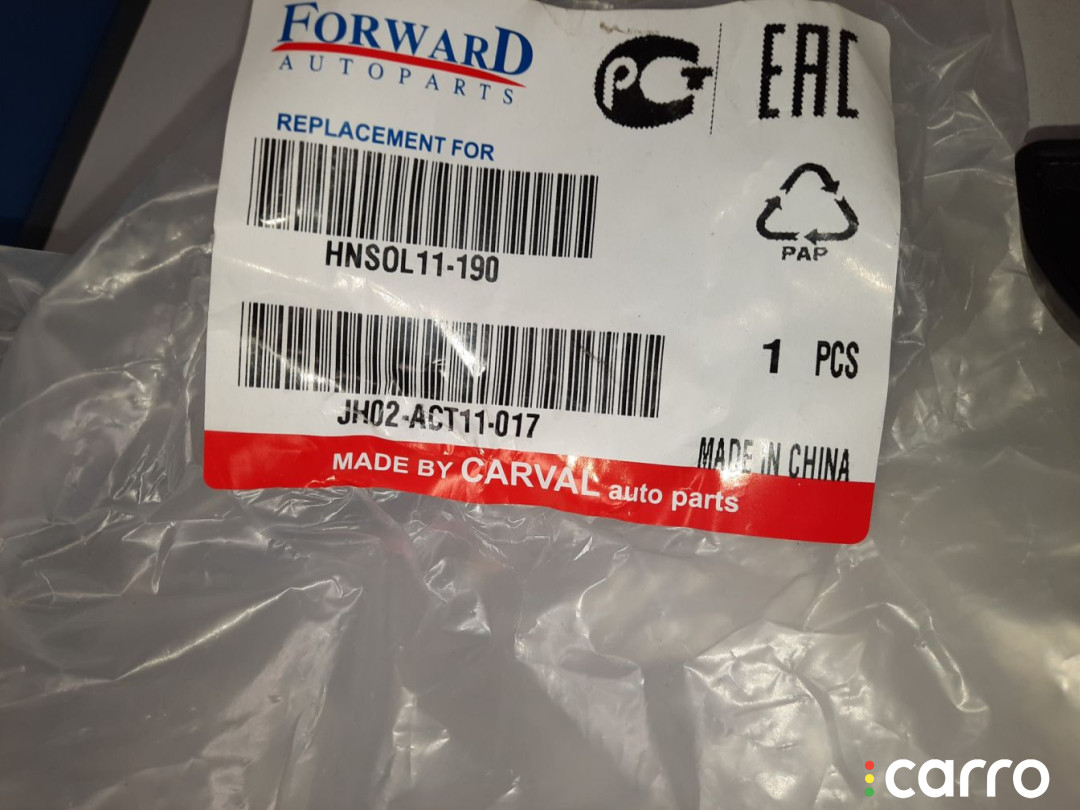 FORWARD
AUTOPARTS
РСТ
EAC
REPLACEMENT FOR
HNSOL11-190
PAP
JH02-ACT11-017
1 PCS
MADE IN CHINA
MADE BY CARVAL auto parts
carro